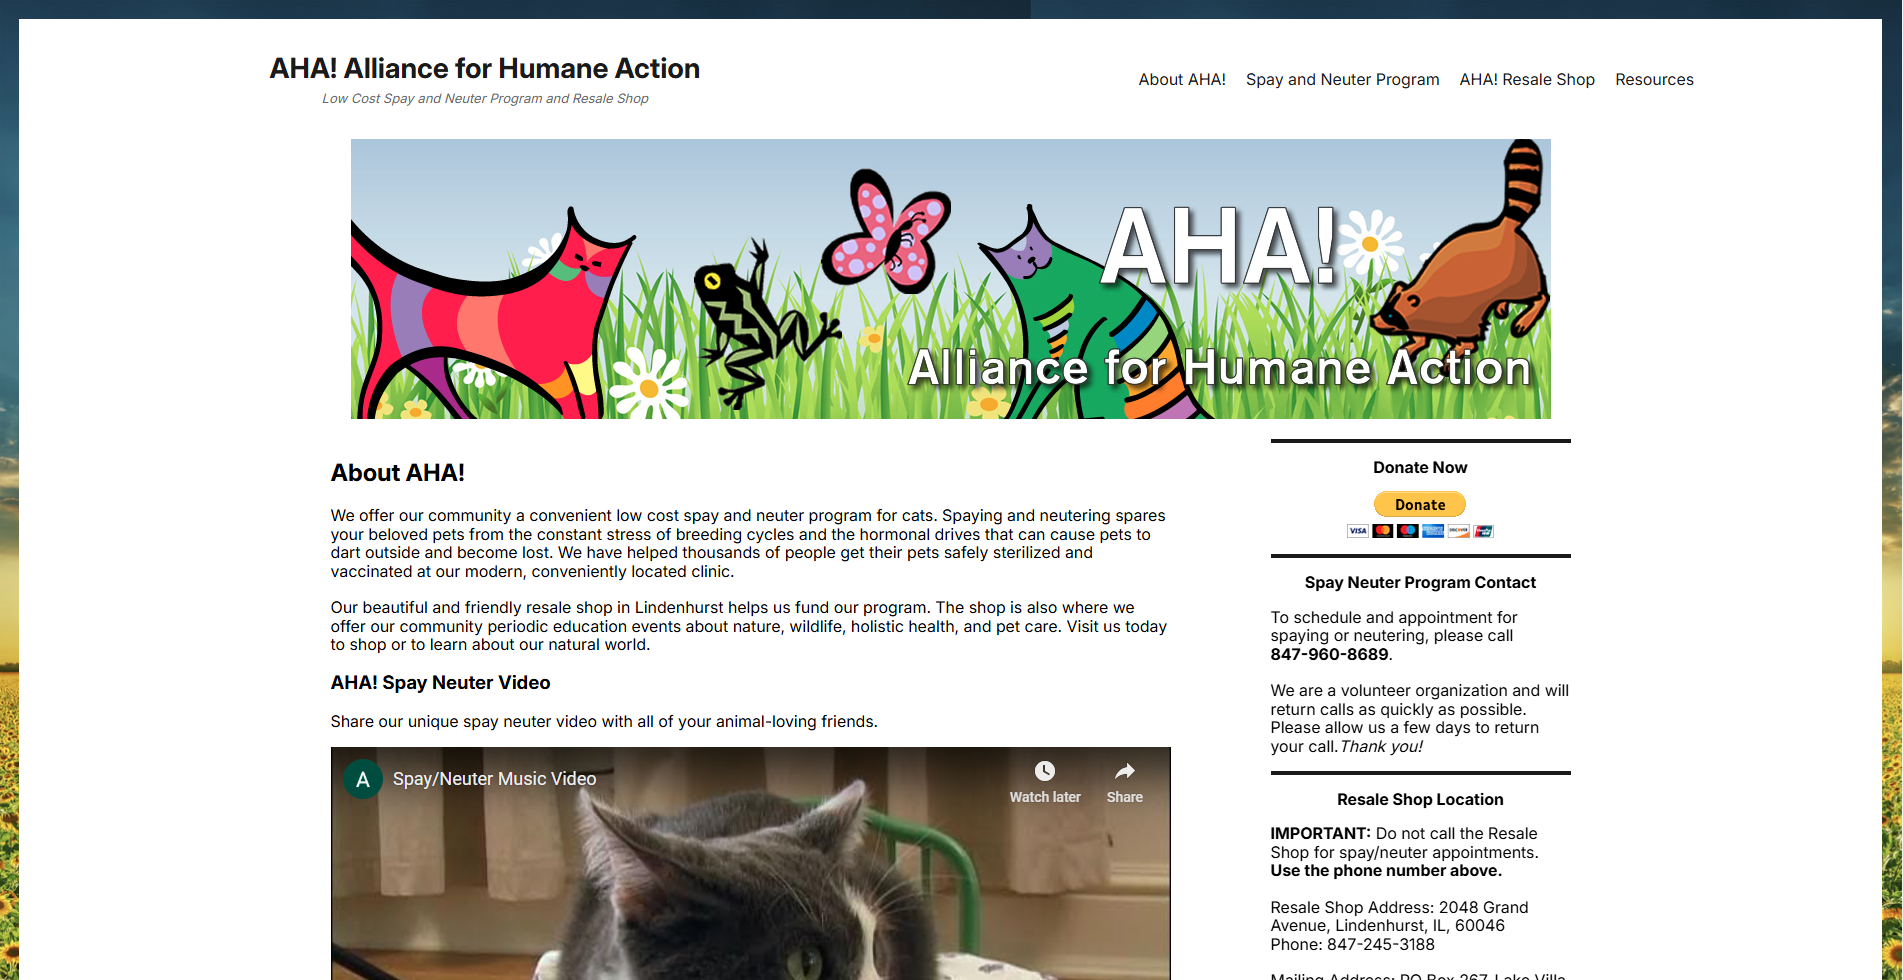 AHA! Alliance for Humane Action
Low Cost Spay and Neuter Program and Resale Shop
About AHA! Spay and Neuter Program AHA! Resale Shop Resources
AHA!
Alliance for Humane Action
About AHA!
We offer our community a convenient low cost spay and neuter program for cats. Spaying and neutering spares
your beloved pets from the constant stress of breeding cycles and the hormonal drives that can cause pets to
dart outside and become lost. We have helped thousands of people get their pets safely sterilized and
vaccinated at our modern, conveniently located clinic.
Our beautiful and friendly resale shop in Lindenhurst helps us fund our program. The shop is also where we
offer our community periodic education events about nature, wildlife, holistic health, and pet care. Visit us today
to shop or to learn about our natural world.
AHA! Spay Neuter Video
Share our unique spay neuter video with all of your animal-loving friends.
A Spay/Neuter Music Video
Watch later Share
Donate Now
Donate
VISA
Spay Neuter Program Contact
To schedule and appointment for
spaying or neutering, please call
847-960-8689.
We are a volunteer organization and will
return calls as quickly as possible.
Please allow us a few days to return
your call. Thank you!
Resale Shop Location
IMPORTANT: Do not call the Resale
Shop for spay/neuter appointments.
Use the phone number above.
Resale Shop Address: 2048 Grand
Avenue, Lindenhurst, IL, 60046
Phone: 847-245-3188
Mailing Address: PO Box 267, Lake Villa